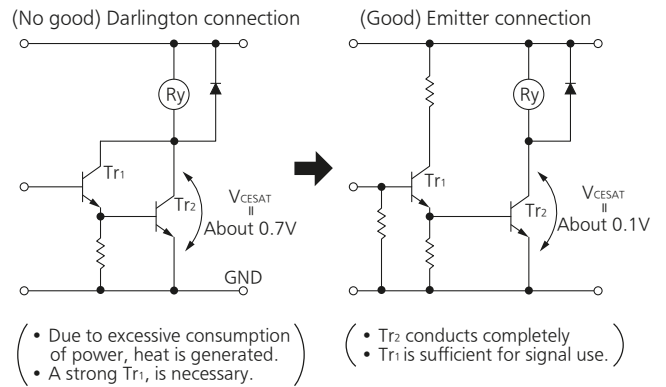 (No good) Darlington connection
Ry
Tr1
Tr2
VCESAT
=
About 0.7V
GND
( • Due to excessive consumption
of power, heat is generated.
• A strong Tr1, is necessary. )
(Good) Emitter connection
Ry
Tr1
Tr2
VCESAT
=
About 0.1V
( • Tr2 conducts completely
• Tr1 is sufficient for signal use. )